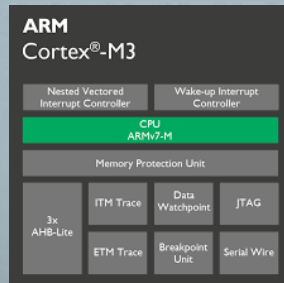 ARM
Cortex®-M3
Nested Vectored
Interrupt Controller
Wake-up Interrupt
Controller
CPU
ARMv7-M
Memory Protection Unit
3x
AHB-Lite
ITM Trace
Data
Watchpoint
JTAG
ETM Trace
Breakpoint
Unit
Serial Wire